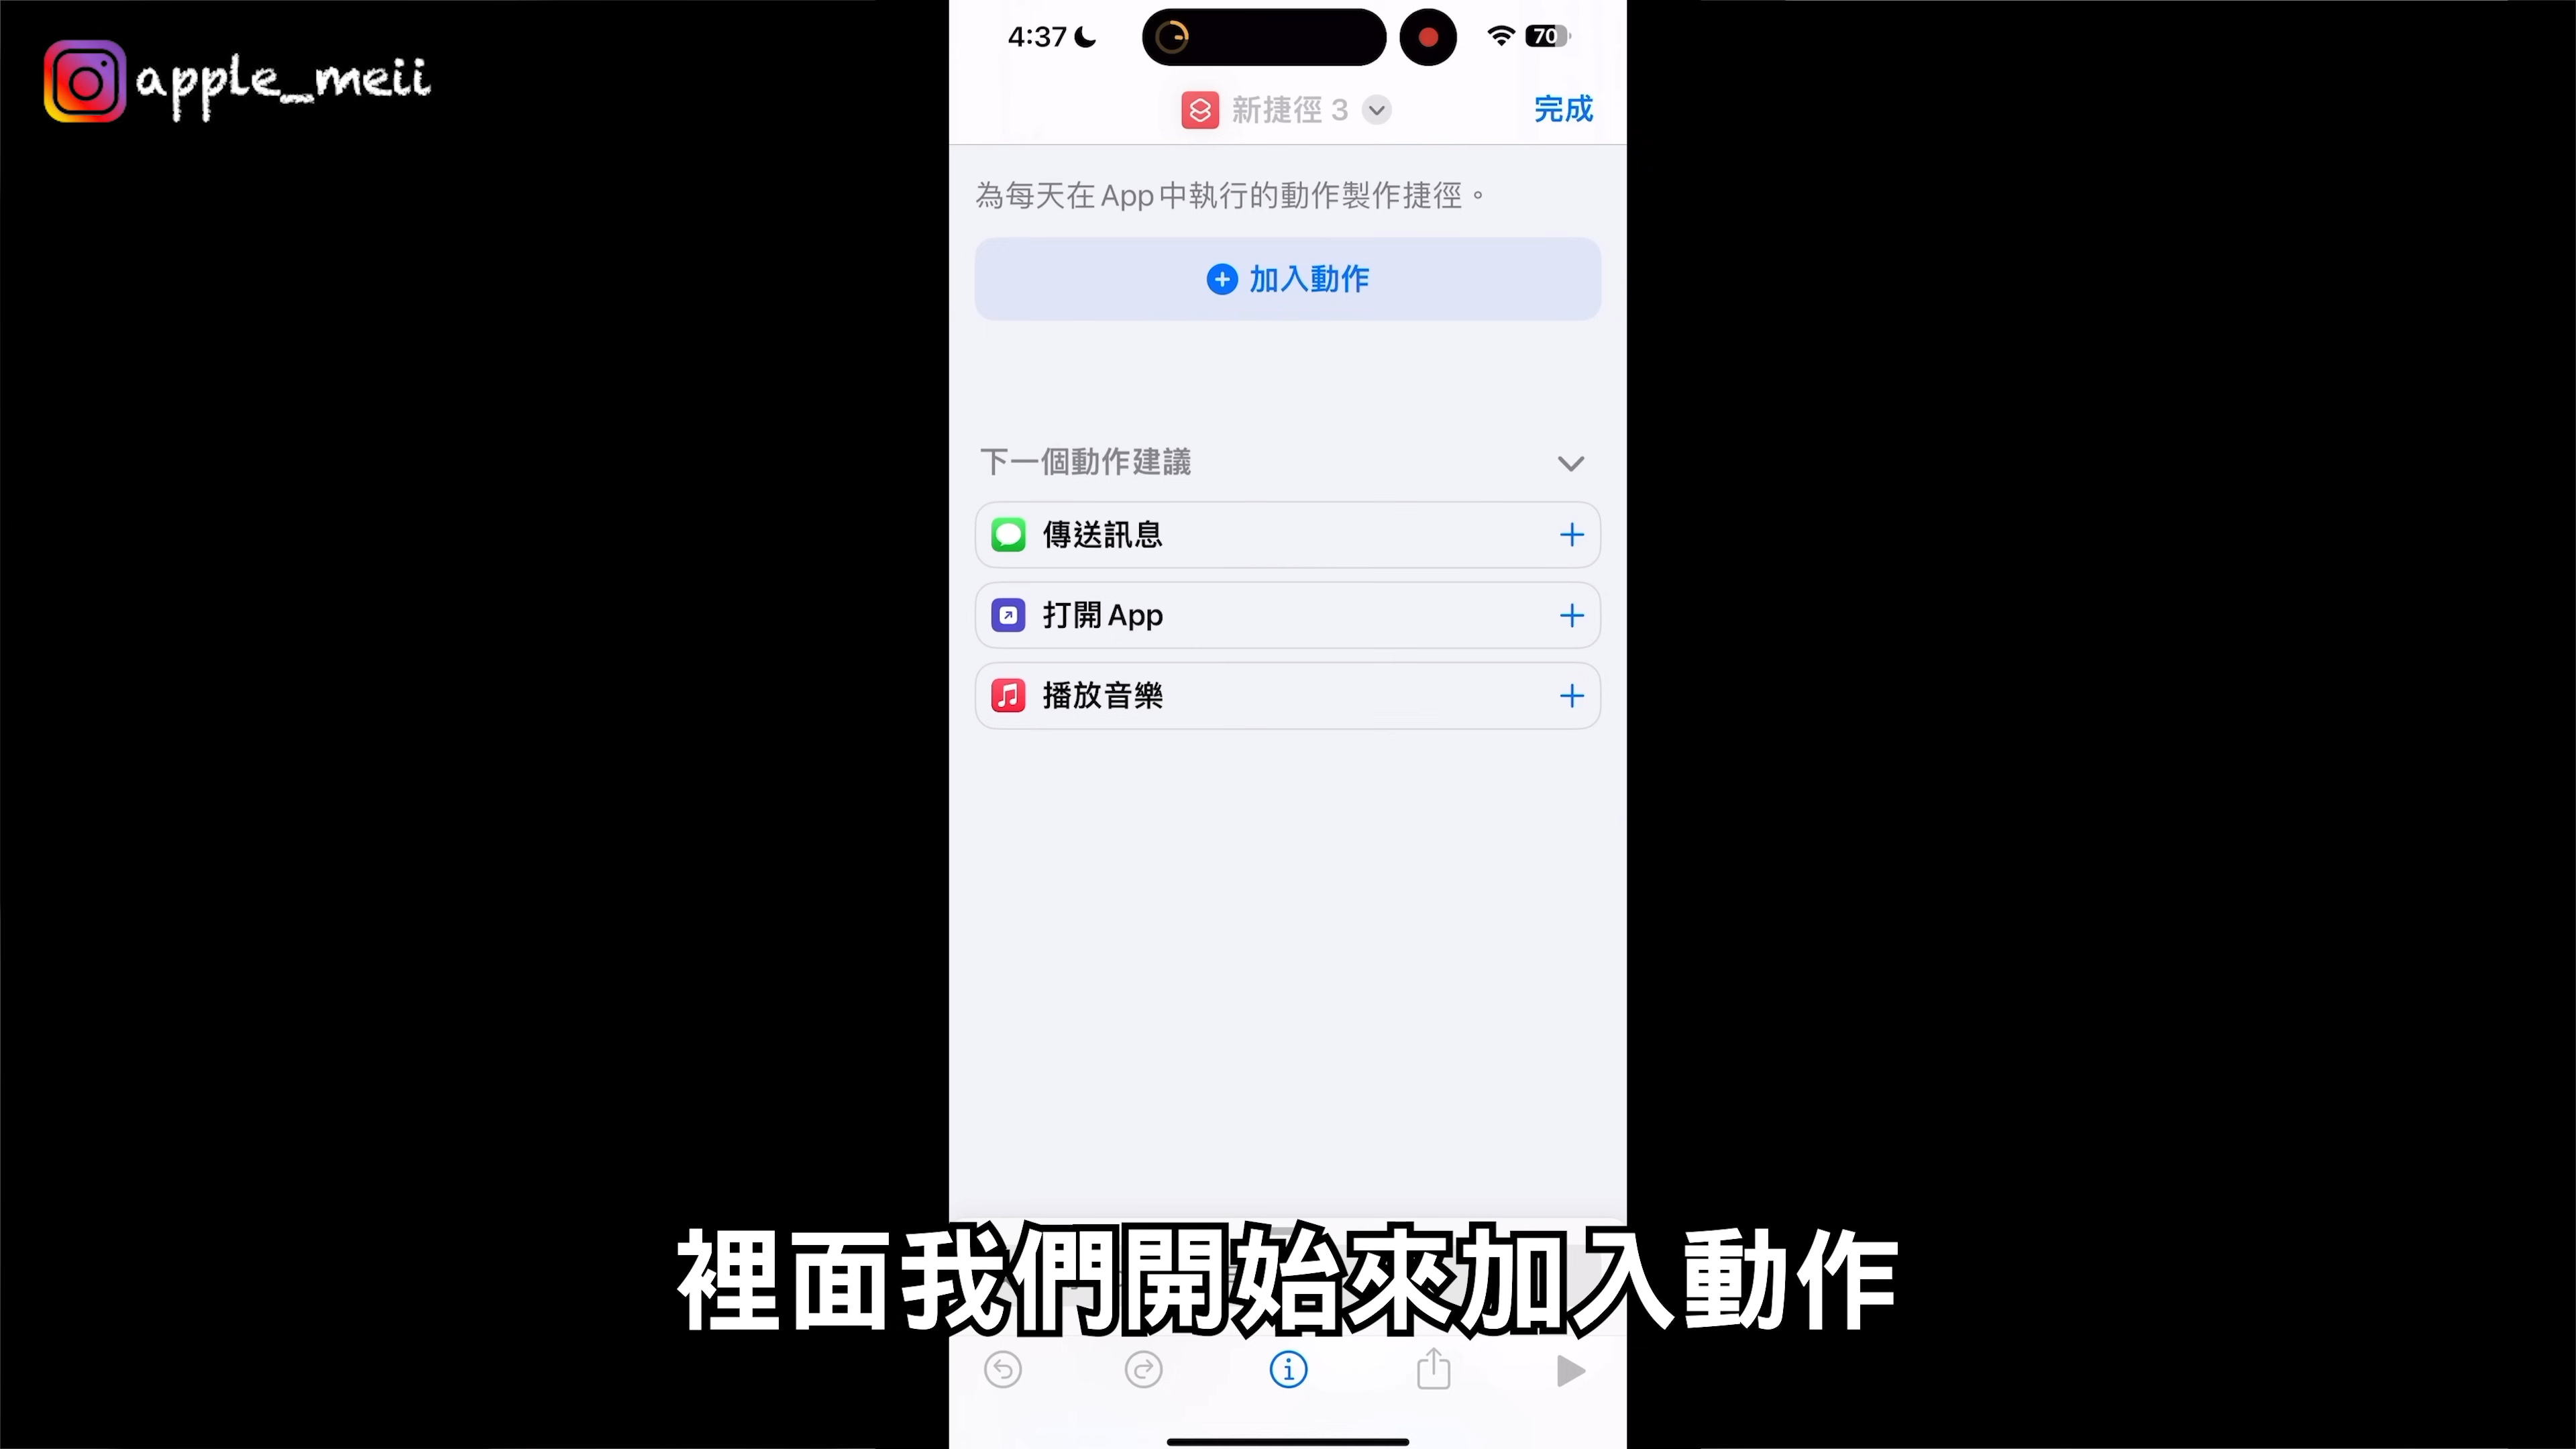 apple_meii
4:37
70
新捷徑 3
完成
為每天在 App 中執行的動作製作捷徑。
加入動作
下一個動作建議
傳送訊息
打開 App
播放音樂
裡面我們開始來加入動作